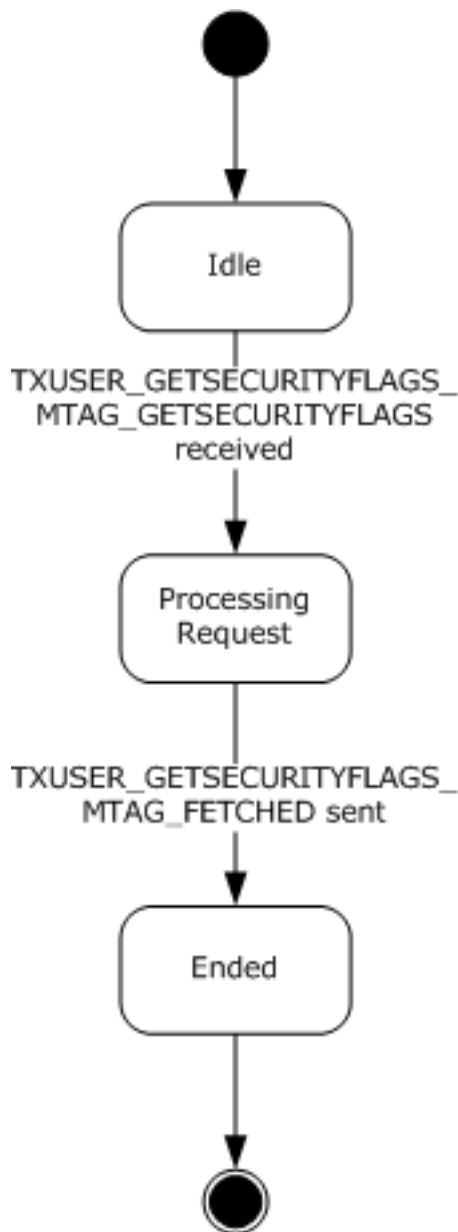 Idle
TXUSER_GETSECURITYFLAGS_
MTAG_GETSECURITYFLAGS
received
Processing
Request
TXUSER_GETSECURITYFLAGS_
MTAG_FETCHED sent
Ended